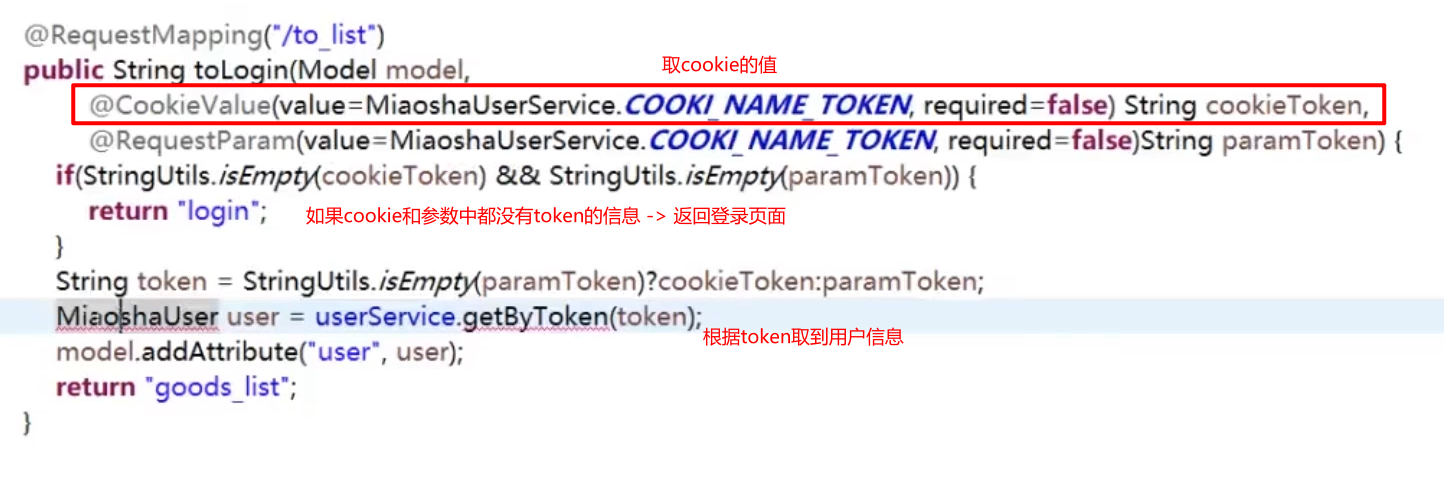 @RequestMapping("/to_list")
取cookie的值
public String toLogin(Model model,
@CookieValue(value=MiaoshaUserService.COOKI_NAME_TOKEN, required=false) String cookieToken,
@RequestParam(value=MiaoshaUserService.COOKI_NAME_TOKEN, required=false)String paramToken) {
if(StringUtils.isEmpty(cookieToken) && StringUtils.isEmpty(paramToken)) {
return "login"; 如果cookie和参数中都没有token的信息 -> 返回登录页面
}
String token = StringUtils.isEmpty(paramToken)?cookieToken:paramToken;
MiaoshaUser user = userService.getByToken(token);
根据token取到用户信息
model.addAttribute("user", user);
return "goods_list";
}